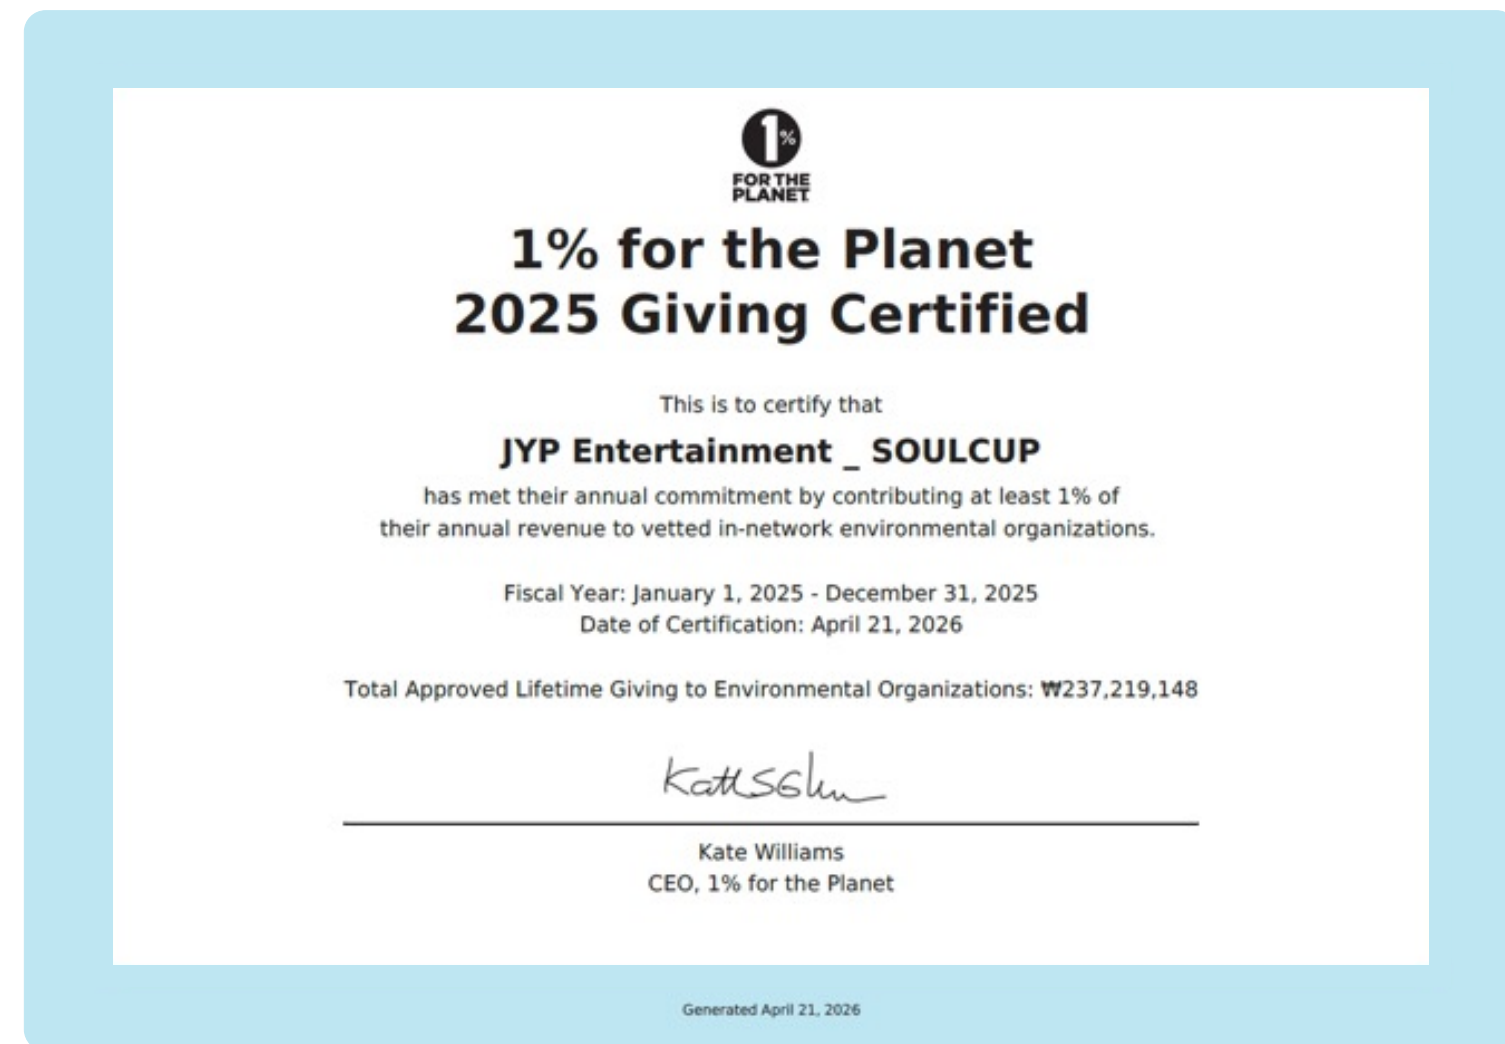 1%
FOR THE
PLANET
1% for the Planet
2025 Giving Certified
This is to certify that
JYP Entertainment _ SOULCUP
has met their annual commitment by contributing at least 1% of
their annual revenue to vetted in-network environmental organizations.
Fiscal Year: January 1, 2025 - December 31, 2025
Date of Certification: April 21, 2026
Total Approved Lifetime Giving to Environmental Organizations: ₩237,219,148
Kate Williams
CEO, 1% for the Planet
Generated April 21, 2026